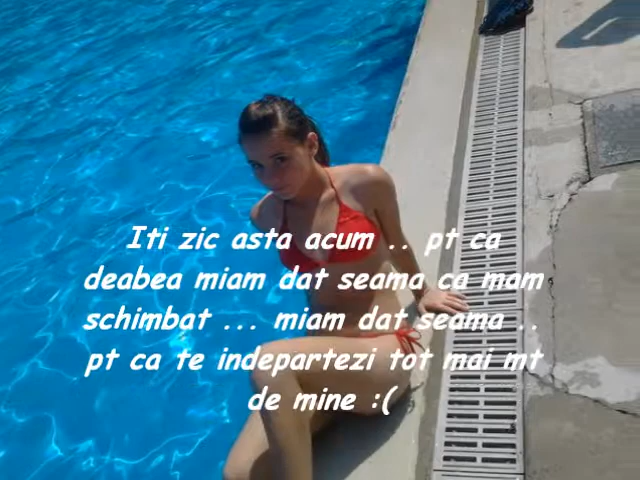 Iti zic asta acum .. pt ca
deabea miam dat seama ca mam
schimbat ... miam dat seama ..
pt ca te indepartezi tot mai mt
de mine :(